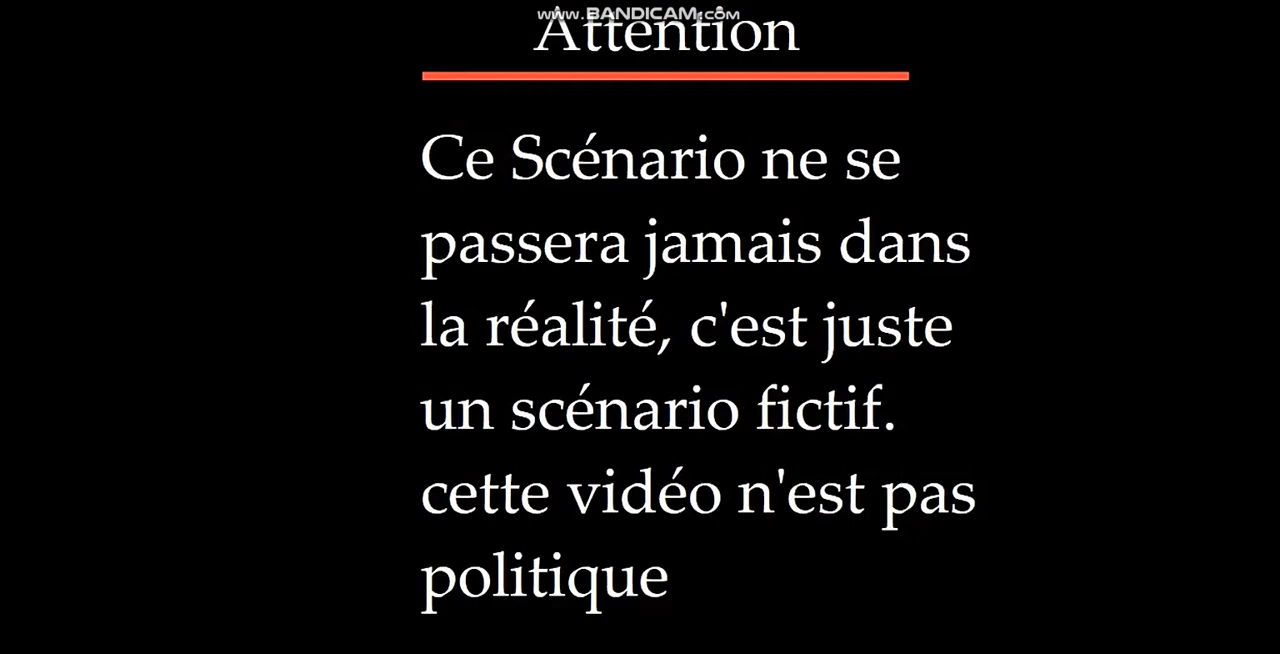 www.BANDICAM.com
Attention
Ce Scénario ne se
passera jamais dans
la réalité, c'est juste
un scénario fictif.
cette vidéo n'est pas
politique